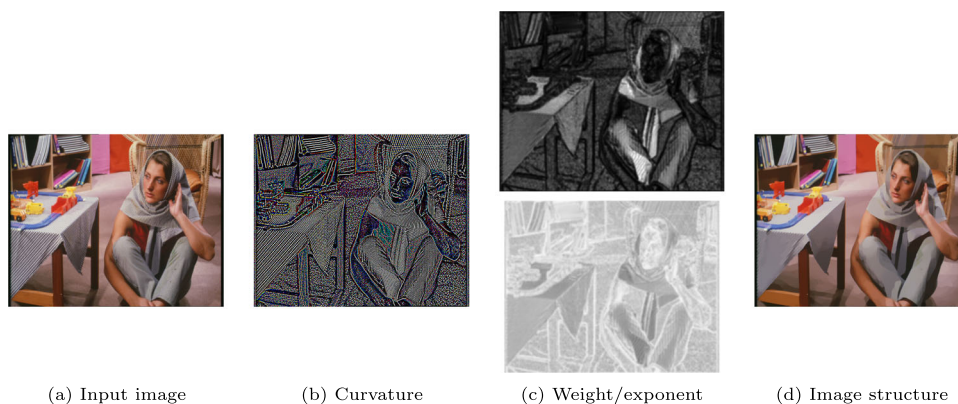 (a) Input image
(b) Curvature
(c) Weight/exponent
(d) Image structure